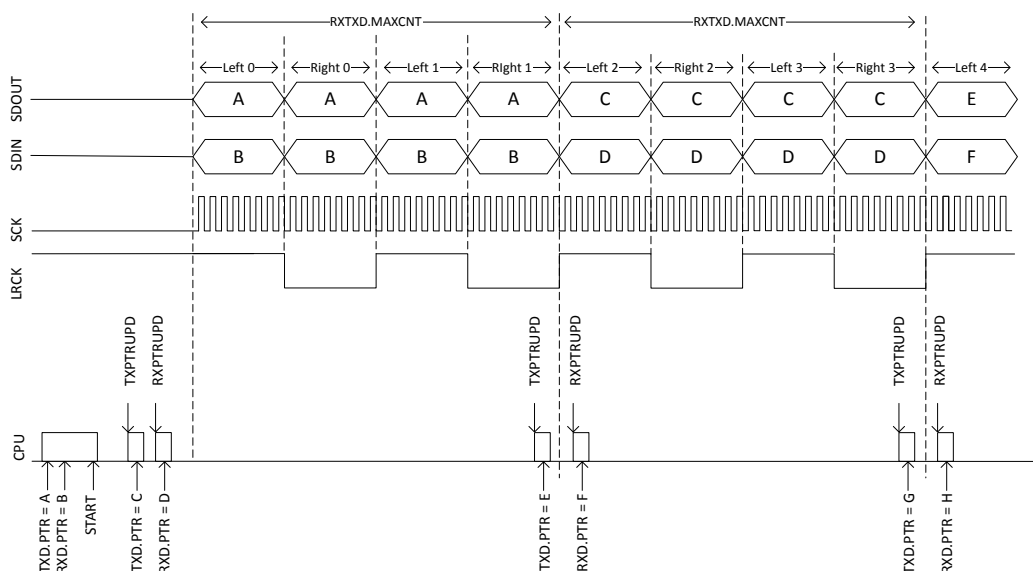 RXTXD.MAXCNT RXTXD.MAXCNT
Left 0 Right 0 Left 1 RIght 1 Left 2 Right 2 Left 3 Right 3 Left 4
SDOUT A A A A C C C C E
SDIN B B B B D D D D F
SCK
LRCK
TXPTRUPD RXPTRUPD TXPTRUPD RXPTRUPD TXPTRUPD RXPTRUPD
CPU
TXD.PTR = A
RXD.PTR = B
START
TXD.PTR = C
RXD.PTR = D
TXD.PTR = E
RXD.PTR = F
TXD.PTR = G
RXD.PTR = H